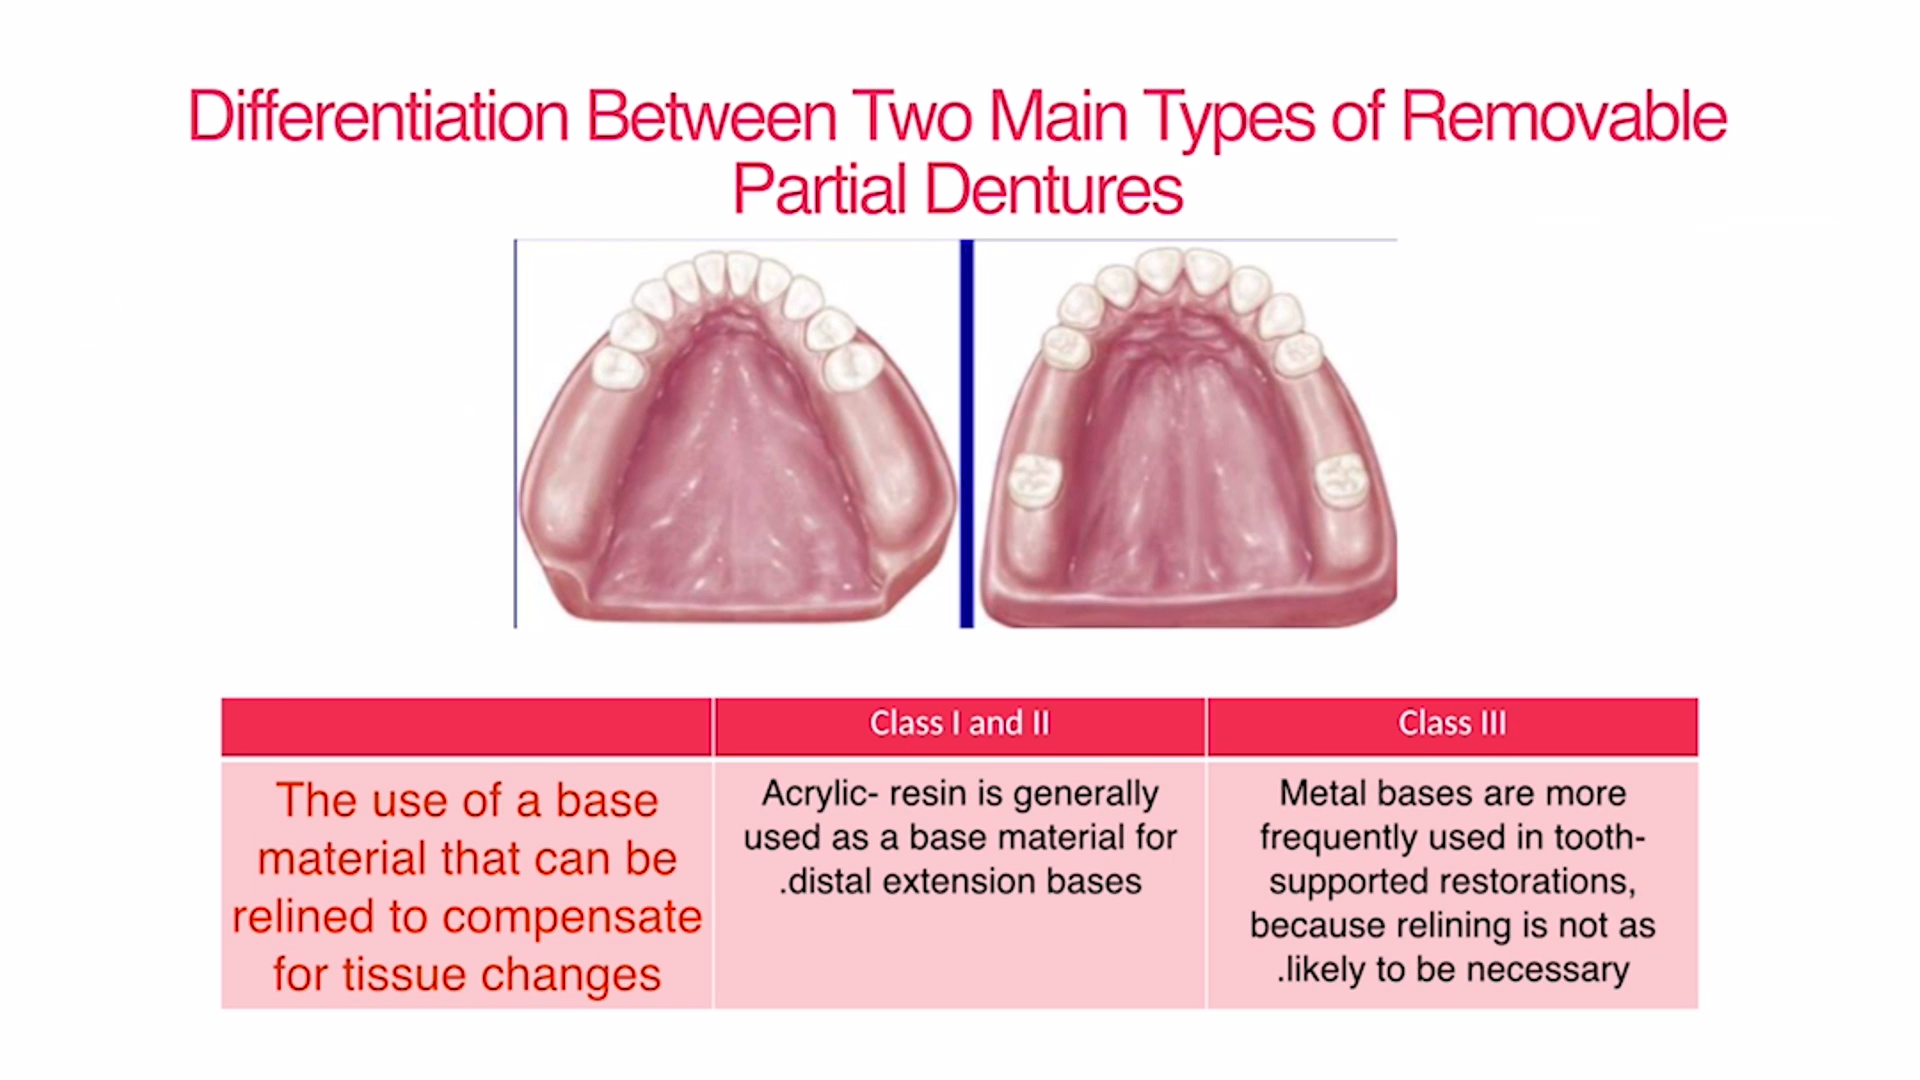 Differentiation Between Two Main Types of Removable
Partial Dentures
Class I and II
Class III
The use of a base
material that can be
relined to compensate
for tissue changes
Acrylic- resin is generally
used as a base material for
.distal extension bases
Metal bases are more
frequently used in tooth-
supported restorations,
because relining is not as
.likely to be necessary